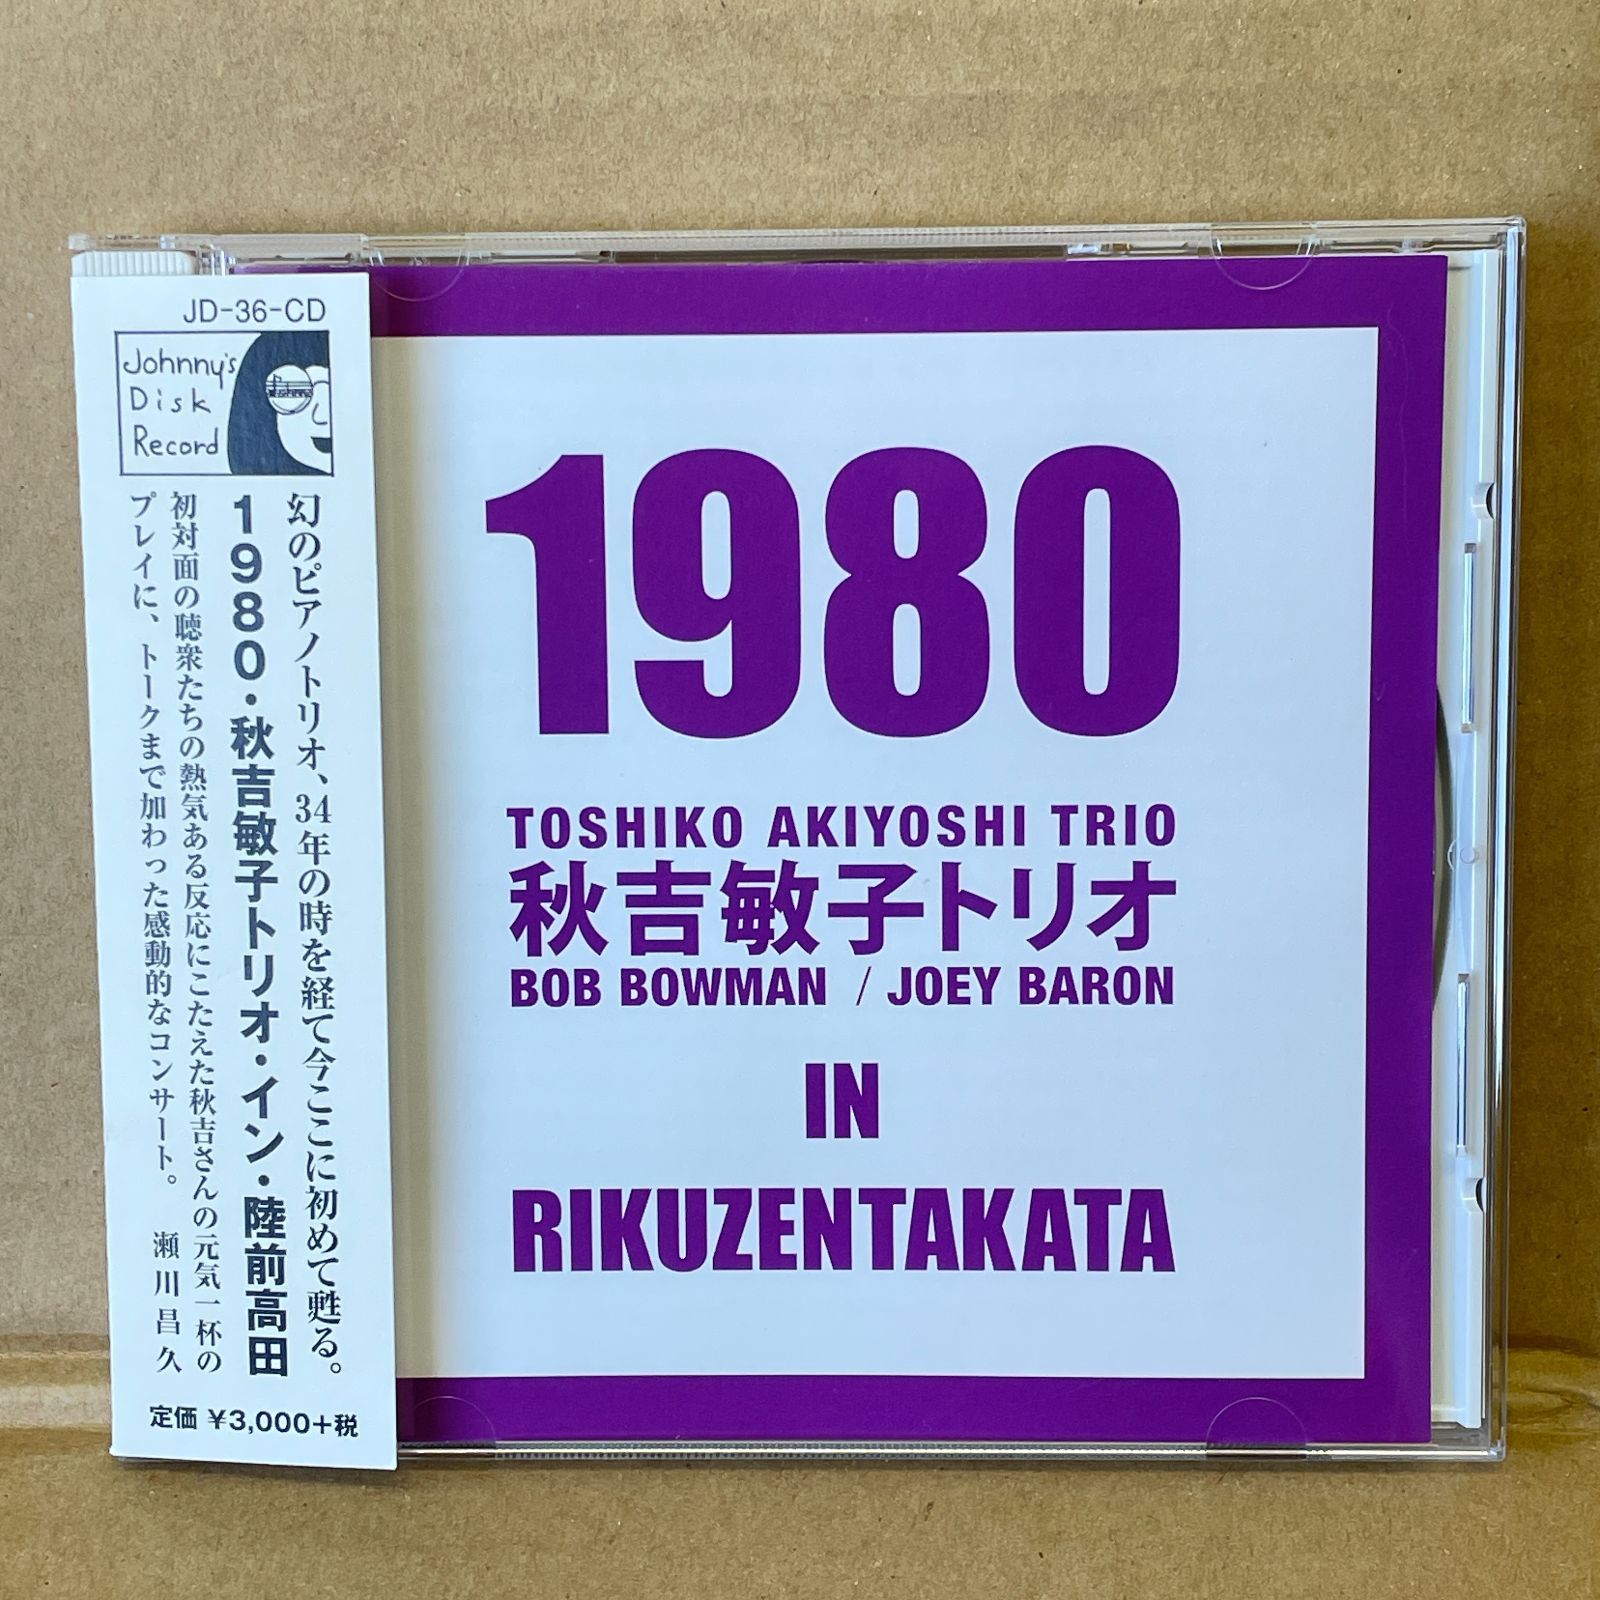 JD-36-CD
Johnny's
Disk
Record
幻のピアノトリオ、34年の時を経て今ここに初めて甦る。
1980・秋吉敏子トリオ・イン・陸前高田
初対面の聴衆たちの熱気ある反応にこたえた秋吉さんの元気一杯の
プレイに、トークまで加わった感動的なコンサート。 瀬川昌久
定価 ¥3,000+税
1980
TOSHIKO AKIYOSHI TRIO
秋吉敏子トリオ
BOB BOWMAN / JOEY BARON
IN
RIKUZENTAKATA